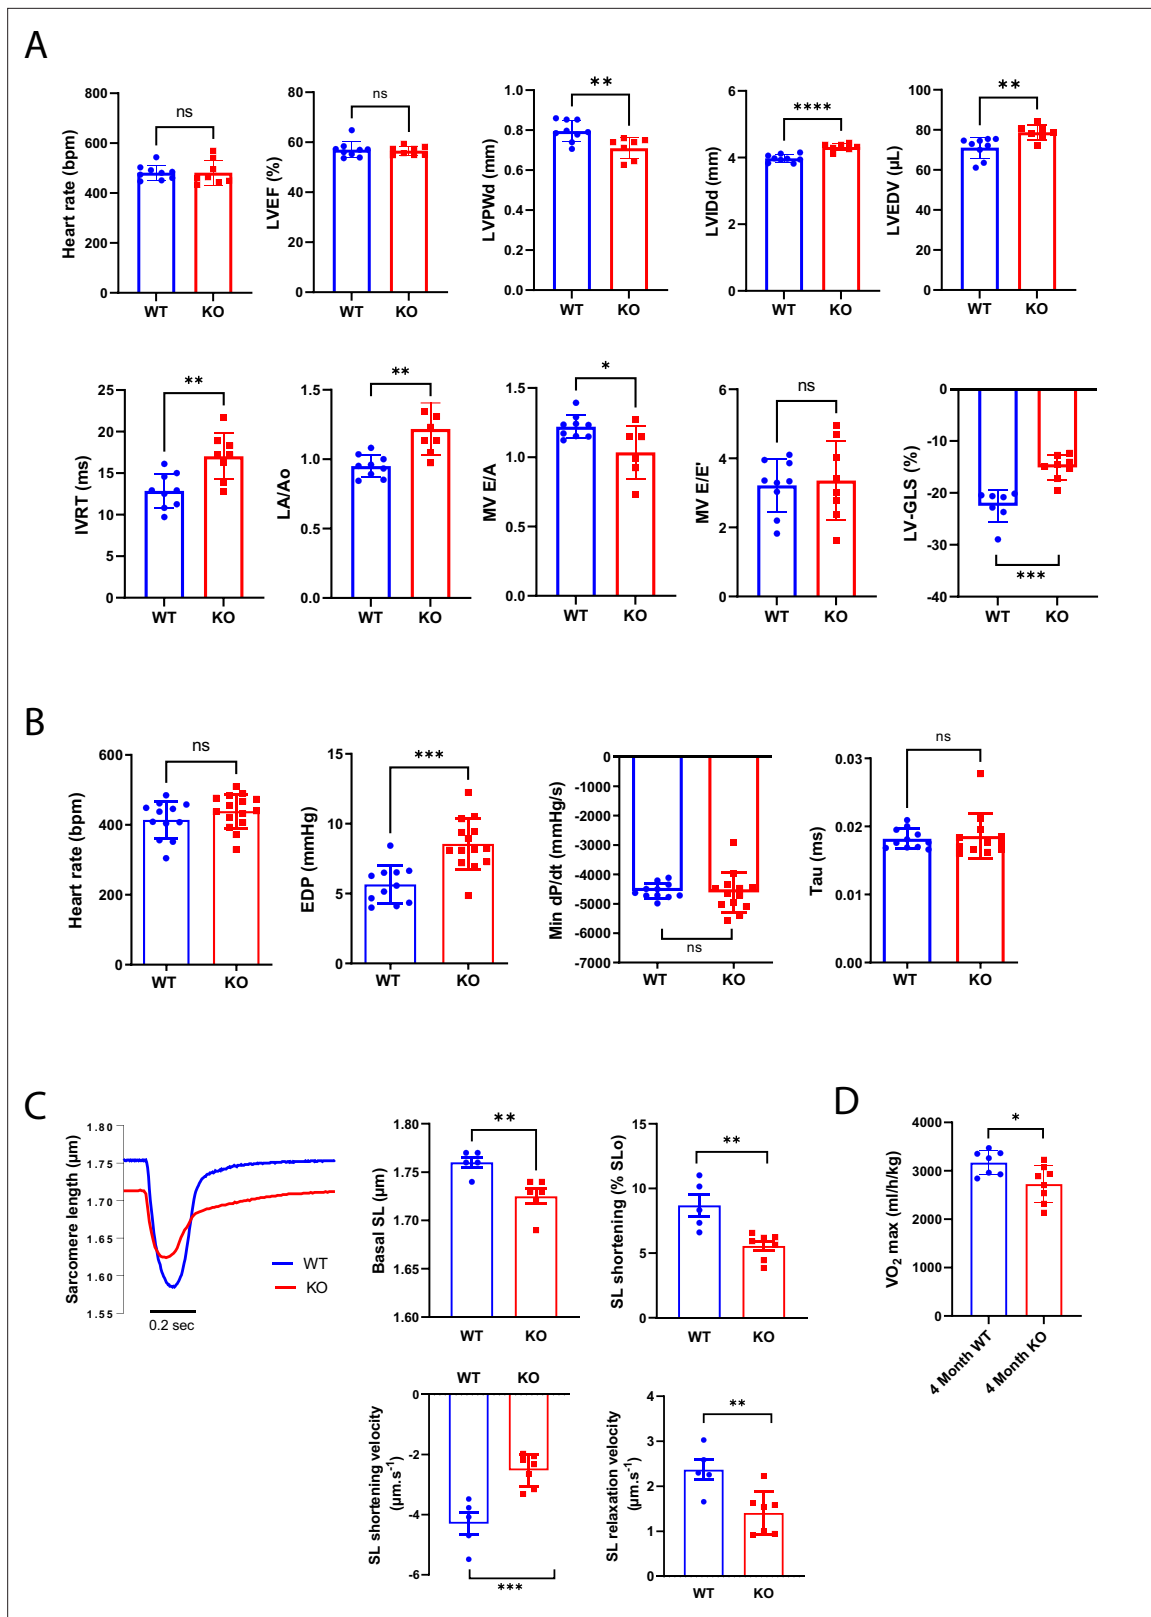 A
Heart rate (bpm)
800
600
400
200
0
ns
WT
KO
LVEF (%)
80
60
40
20
0
ns
WT
KO
LVPWd (mm)
1.0
0.8
0.6
0.4
0.2
0.0
**
WT
KO
LVIDd (mm)
6
4
2
0
****
WT
KO
LVEDV (µL)
100
80
60
40
20
0
**
WT
KO
IVRT (ms)
25
20
15
10
5
0
**
WT
KO
LA/Ao
1.5
1.0
0.5
0.0
**
WT
KO
MV E/A
1.5
1.0
0.5
0.0
*
WT
KO
MV E/E'
6
4
2
0
ns
WT
KO
LV-GLS (%)
0
-10
-20
-30
-40
***
WT
KO
B
Heart rate (bpm)
600
400
200
0
ns
WT
KO
EDP (mmHg)
15
10
5
0
***
WT
KO
Min dP/dt (mmHg/s)
0
-1000
-2000
-3000
-4000
-5000
-6000
-7000
ns
WT
KO
Tau (ms)
0.03
0.02
0.01
0.00
ns
WT
KO
C
Sarcomere length (µm)
1.80
1.75
1.70
1.65
1.60
1.55
WT
KO
0.2 sec
Basal SL (µm)
1.80
1.75
1.70
1.65
1.60
**
WT
KO
SL shortening (% SLo)
15
10
5
0
**
WT
KO
D
VO₂ max (ml/h/kg)
4000
3000
2000
1000
0
*
4 Month WT
4 Month KO
SL shortening velocity
(µm.s⁻¹)
WT
KO
0
-2
-4
-6
***
SL relaxation velocity
(µm.s⁻¹)
4
3
2
1
0
**
WT
KO